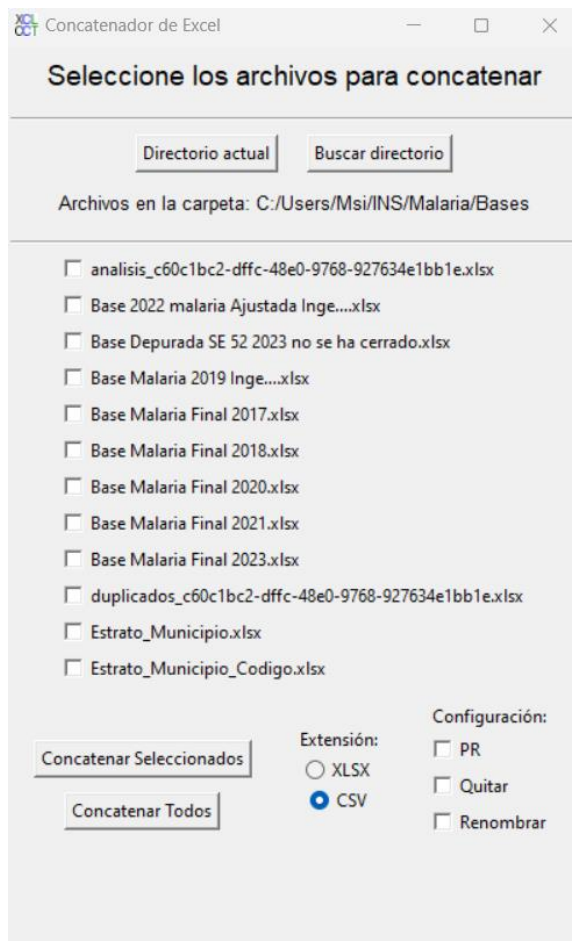 XCL
CCT
Concatenador de Excel
Seleccione los archivos para concatenar
Directorio actual
Buscar directorio
Archivos en la carpeta: C:/Users/Msi/INS/Malaria/Bases
analisis_c60c1bc2-dffc-48e0-9768-927634e1bb1e.xlsx
Base 2022 malaria Ajustada Inge....xlsx
Base Depurada SE 52 2023 no se ha cerrado.xlsx
Base Malaria 2019 Inge....xlsx
Base Malaria Final 2017.xlsx
Base Malaria Final 2018.xlsx
Base Malaria Final 2020.xlsx
Base Malaria Final 2021.xlsx
Base Malaria Final 2023.xlsx
duplicados_c60c1bc2-dffc-48e0-9768-927634e1bb1e.xlsx
Estrato_Municipio.xlsx
Estrato_Municipio_Codigo.xlsx
Concatenar Seleccionados
Concatenar Todos
Extensión:
XLSX
CSV
Configuración:
PR
Quitar
Renombrar